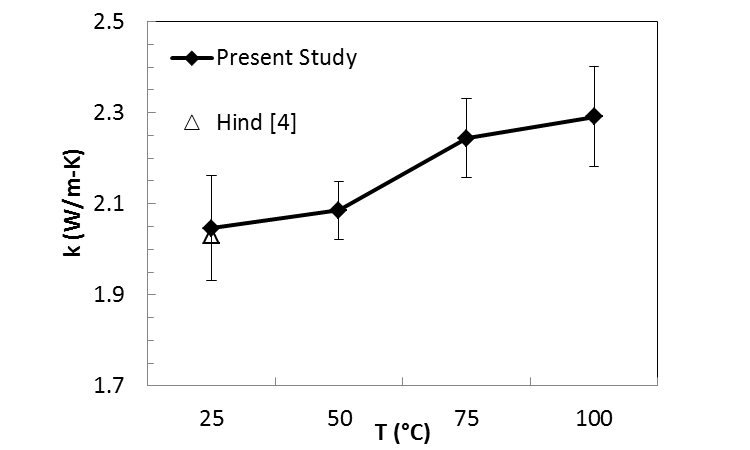 2.5
Present Study
2.3
Hind [4]
2.1
k (W/m-K)
1.9
1.7
25 50 75 100
T (°C)